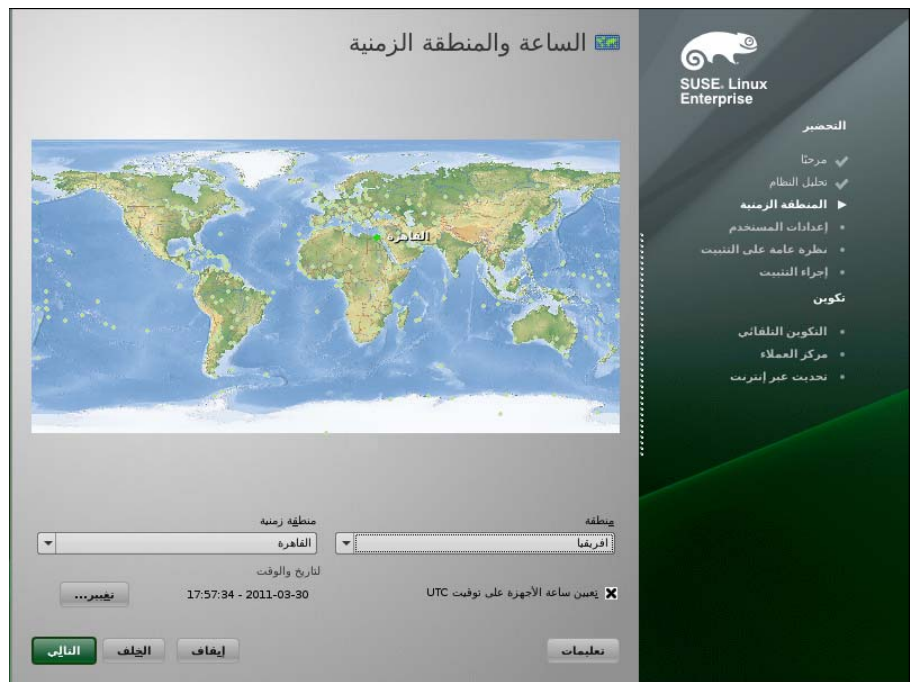 الساعة والمنطقة الزمنية
SUSE. Linux
Enterprise
التحضير
مرحبًا
تحليل النظام
المنطقة الزمنية
إعدادات المستخدم
نظرة عامة على التثبيت
إجراء التثبيت
تكوين
التكوين التلقائي
مركز العملاء
تحديث عبر إنترنت
القاهرة
منطقة
منطقة زمنية
افريقيا
القاهرة
لتاريخ والوقت
تعيين ساعة الأجهزة على توقيت UTC
17:57:34 - 2011-03-30
تغيير...
تعليمات
إيقاف
الخلف
التالي